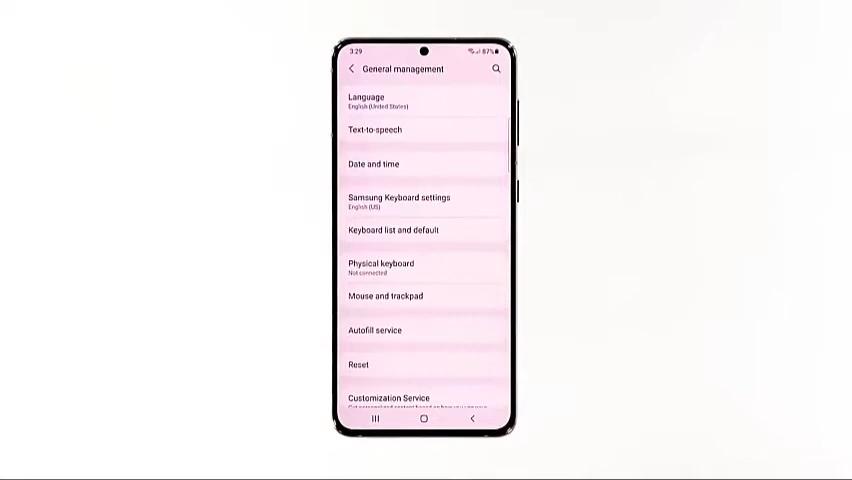 3:29
87%
General management
Language
English (United States)
Text-to-speech
Date and time
Samsung Keyboard settings
English (US)
Keyboard list and default
Physical keyboard
Not connected
Mouse and trackpad
Autofill service
Reset
Customization Service